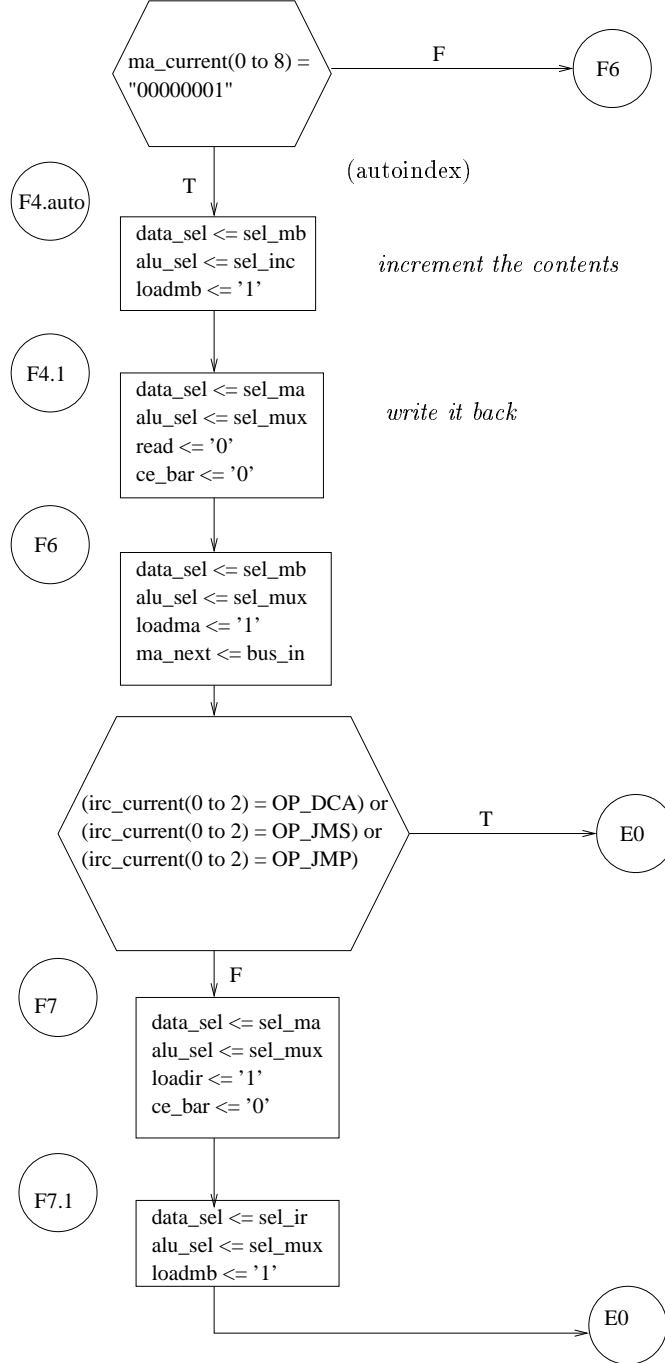 ma_current(0 to 8) =
"00000001"
F
F6
T
(autoindex)
F4.auto
data_sel <= sel_mb
alu_sel <= sel_inc
loadmb <= '1'
increment the contents
F4.1
data_sel <= sel_ma
alu_sel <= sel_mux
read <= '0'
ce_bar <= '0'
write it back
F6
data_sel <= sel_mb
alu_sel <= sel_mux
loadma <= '1'
ma_next <= bus_in
(irc_current(0 to 2) = OP_DCA) or
(irc_current(0 to 2) = OP_JMS) or
(irc_current(0 to 2) = OP_JMP)
T
E0
F
F7
data_sel <= sel_ma
alu_sel <= sel_mux
loadir <= '1'
ce_bar <= '0'
F7.1
data_sel <= sel_ir
alu_sel <= sel_mux
loadmb <= '1'
E0